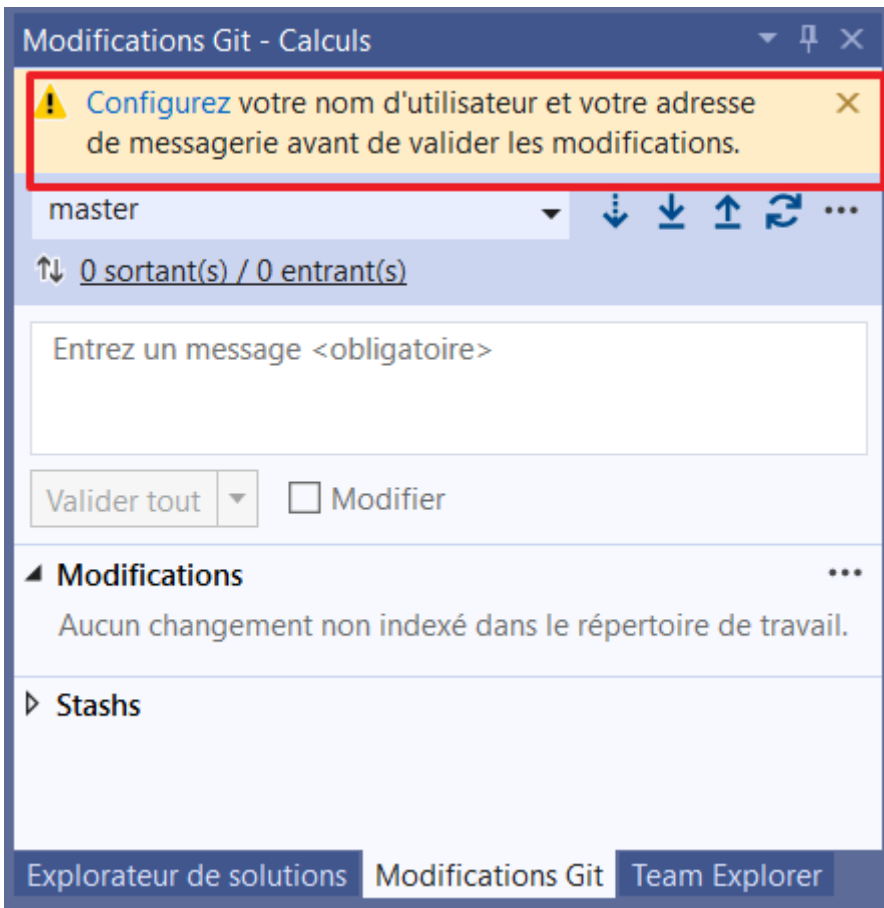 Modifications Git - Calculs
Configurez votre nom d'utilisateur et votre adresse
de messagerie avant de valider les modifications.
master
0 sortant(s) / 0 entrant(s)
Entrez un message <obligatoire>
Valider tout
Modifier
Modifications
Aucun changement non indexé dans le répertoire de travail.
Stashs
Explorateur de solutions Modifications Git Team Explorer